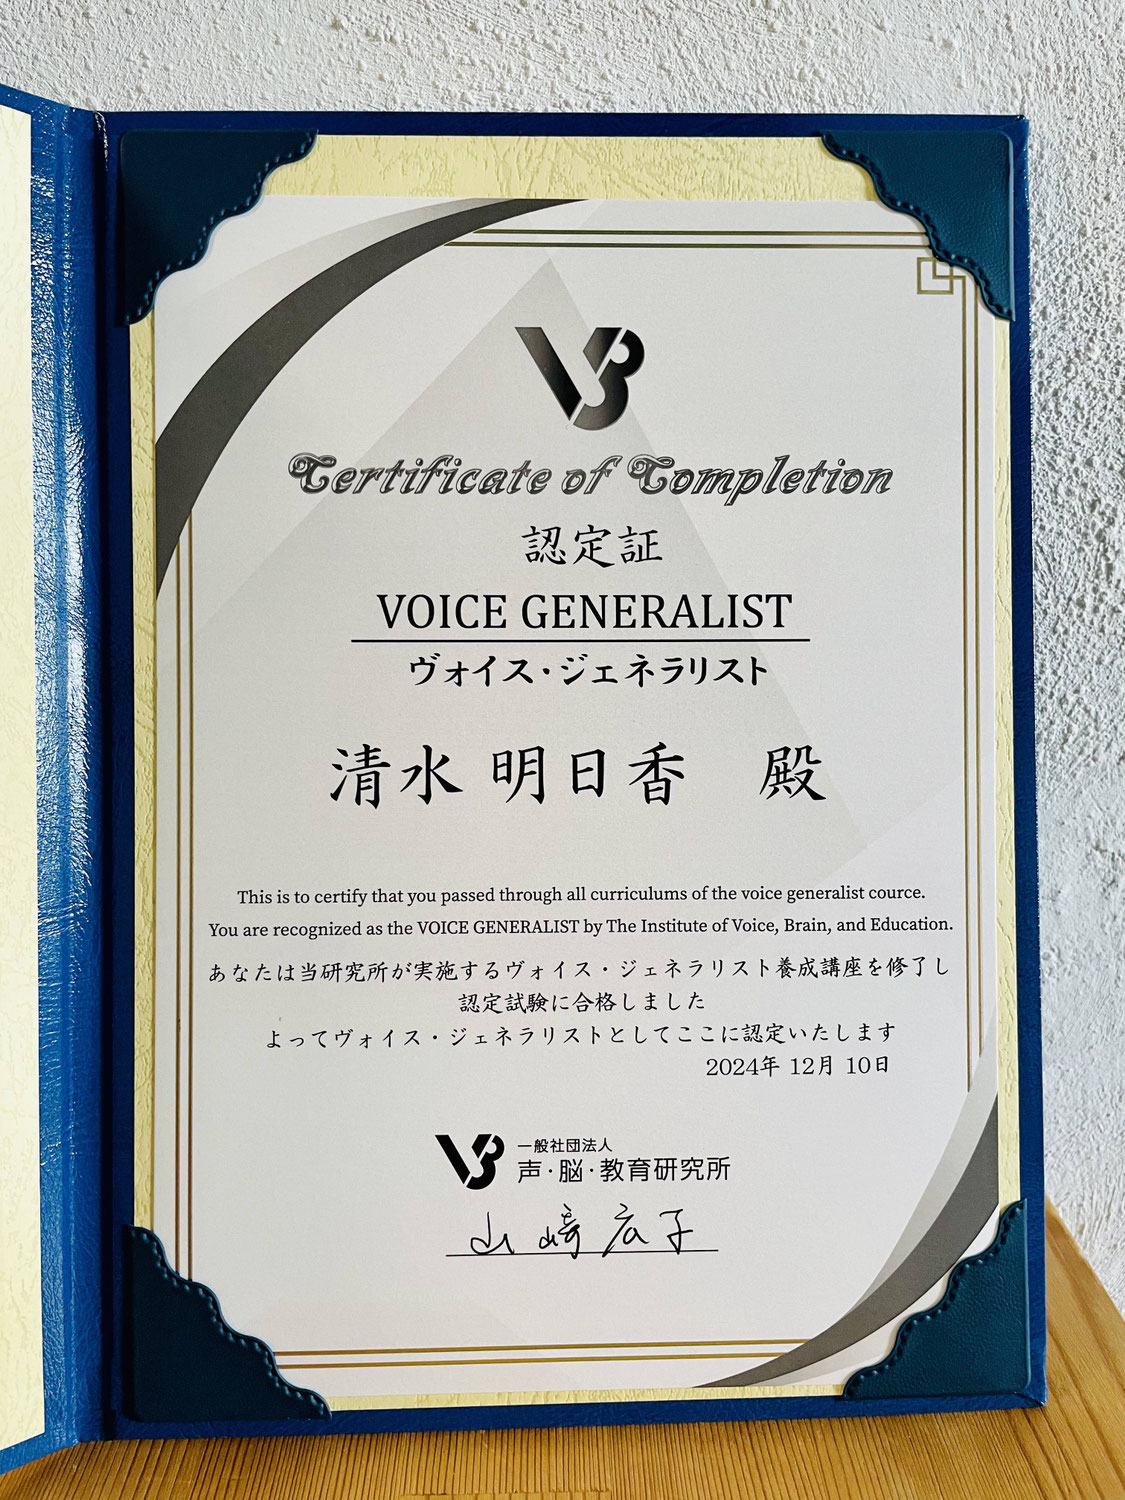 VB
Certificate of Completion
認定証
VOICE GENERALIST
ヴォイス・ジェネラリスト
清水 明日香　殿
This is to certify that you passed through all curriculums of the voice generalist cource.
You are recognized as the VOICE GENERALIST by The Institute of Voice, Brain, and Education.
あなたは当研究所が実施するヴォイス・ジェネラリスト養成講座を修了し
認定試験に合格しました
よってヴォイス・ジェネラリストとしてここに認定いたします
2024年 12月 10日
VB 一般社団法人
声・脳・教育研究所
山﨑広子